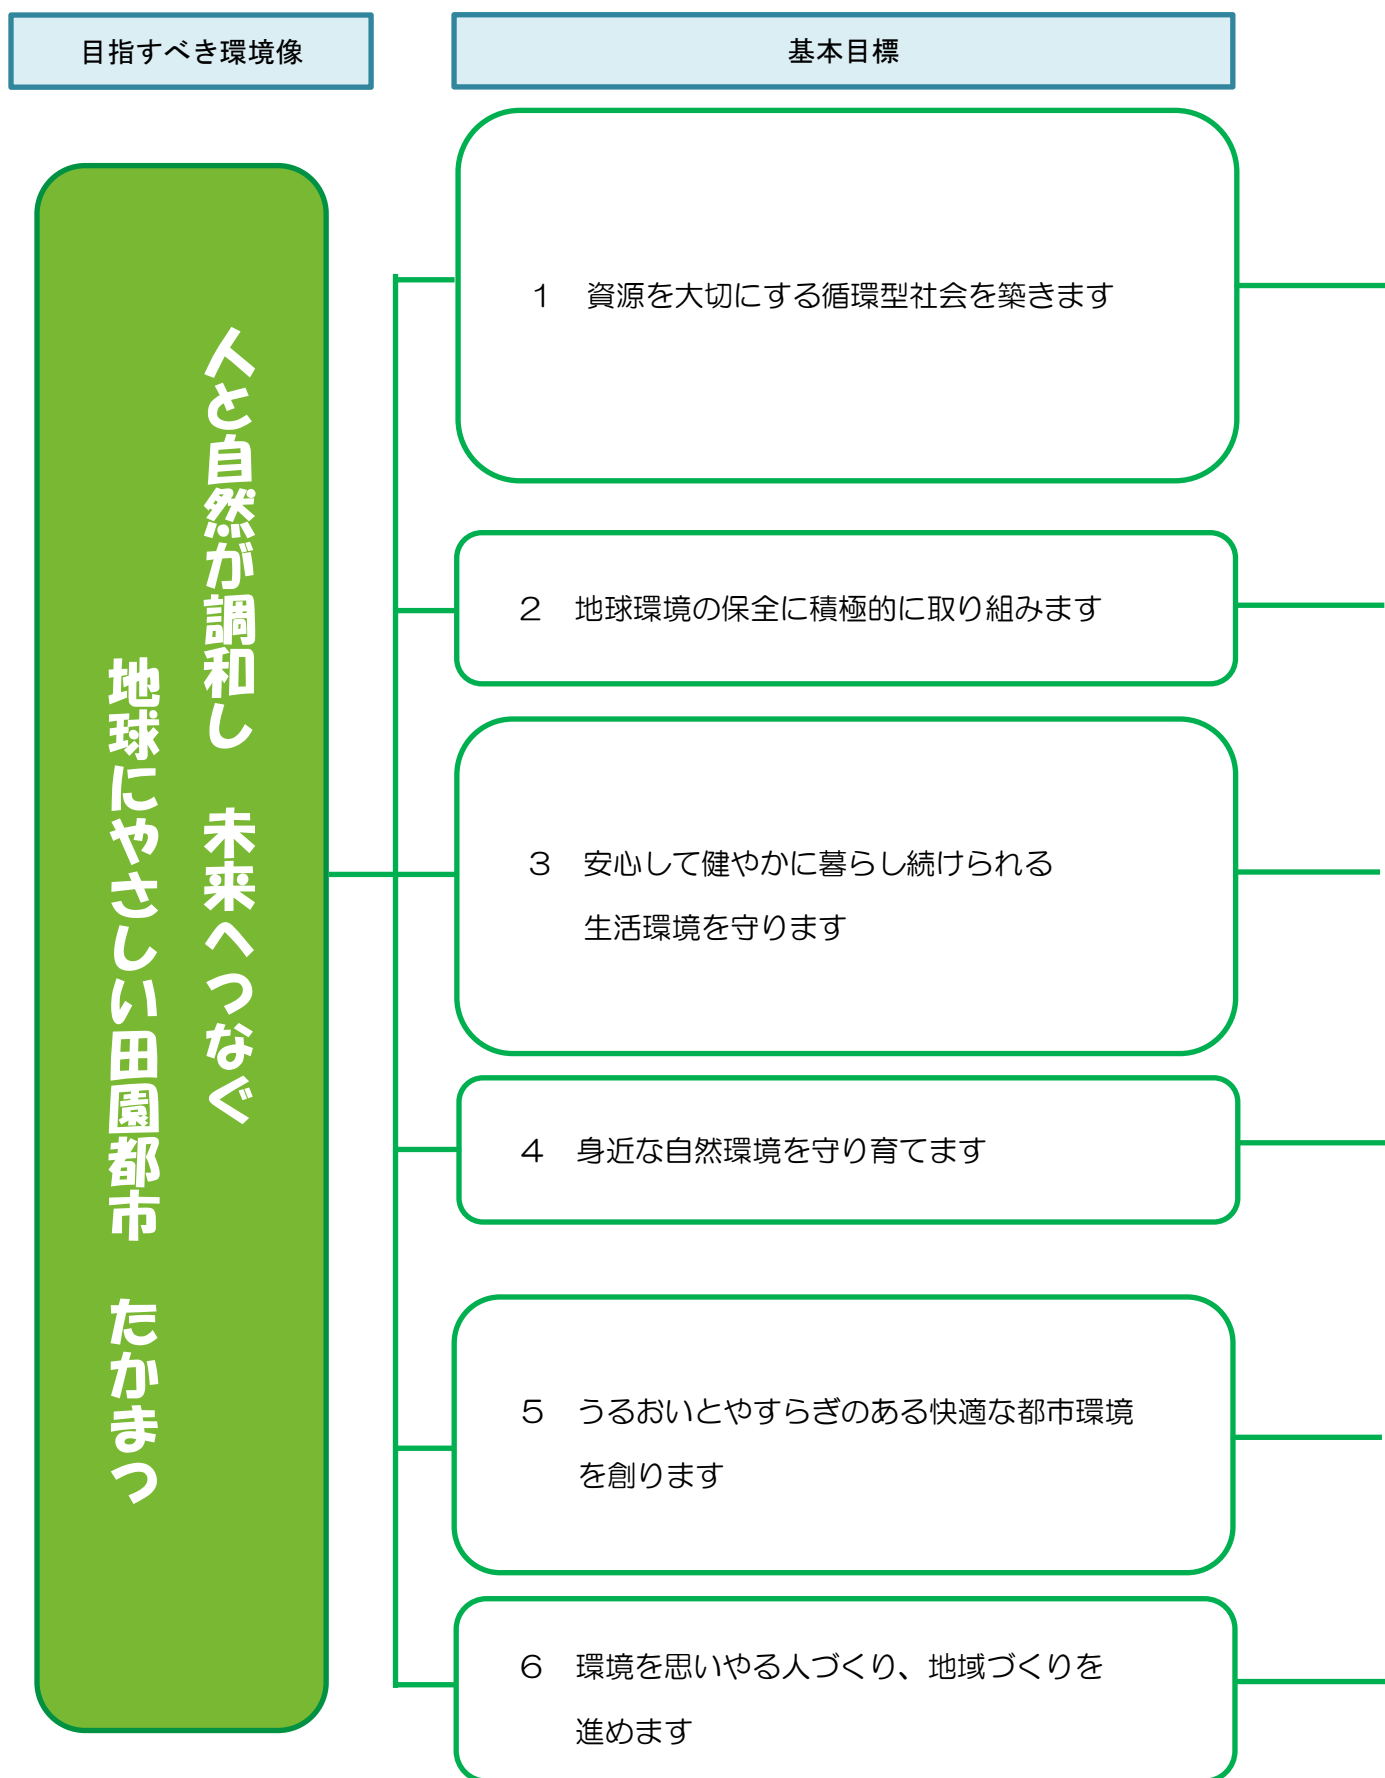 目指すべき環境像
基本目標
人と自然が調和し　未来へつなぐ
地球にやさしい田園都市　たかまつ
1　資源を大切にする循環型社会を築きます
2　地球環境の保全に積極的に取り組みます
3　安心して健やかに暮らし続けられる
生活環境を守ります
4　身近な自然環境を守り育てます
5　うるおいとやすらぎのある快適な都市環境
を創ります
6　環境を思いやる人づくり、地域づくりを
進めます